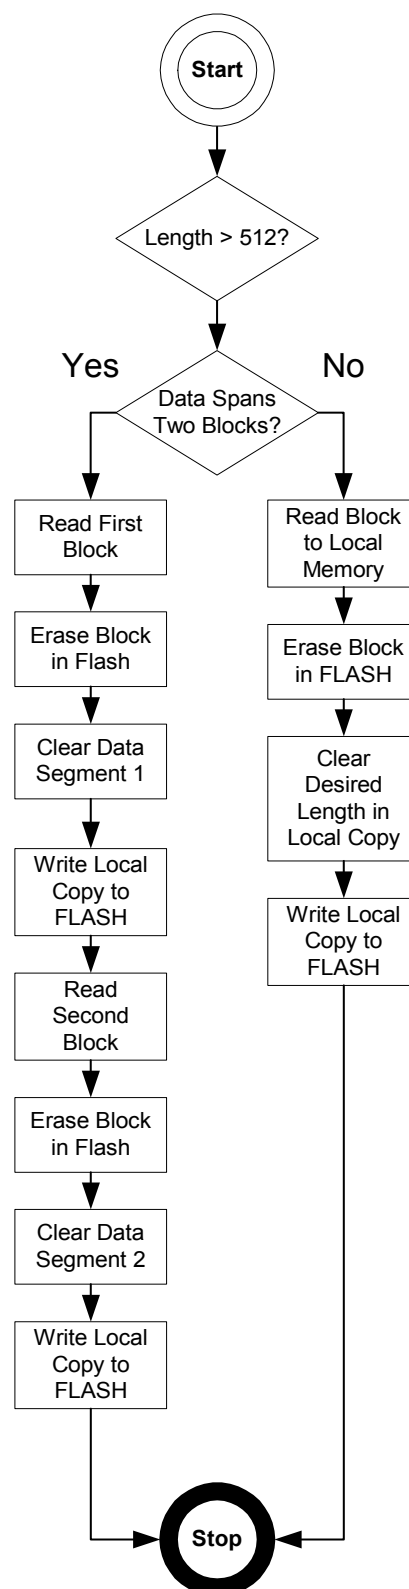 Start
Length > 512?
Yes
No
Data Spans
Two Blocks?
Read First
Block
Erase Block
in Flash
Clear Data
Segment 1
Write Local
Copy to
FLASH
Read
Second
Block
Erase Block
in Flash
Clear Data
Segment 2
Write Local
Copy to
FLASH
Read Block
to Local
Memory
Erase Block
in FLASH
Clear
Desired
Length in
Local Copy
Write Local
Copy to
FLASH
Stop